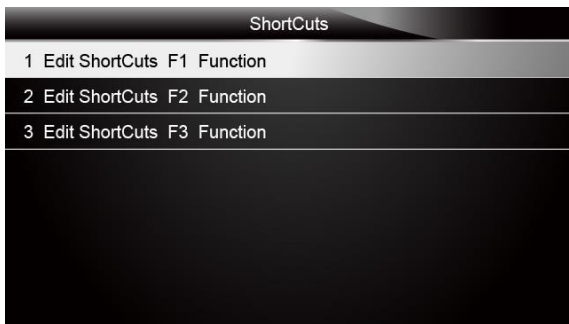 ShortCuts
1 Edit ShortCuts F1 Function
2 Edit ShortCuts F2 Function
3 Edit ShortCuts F3 Function